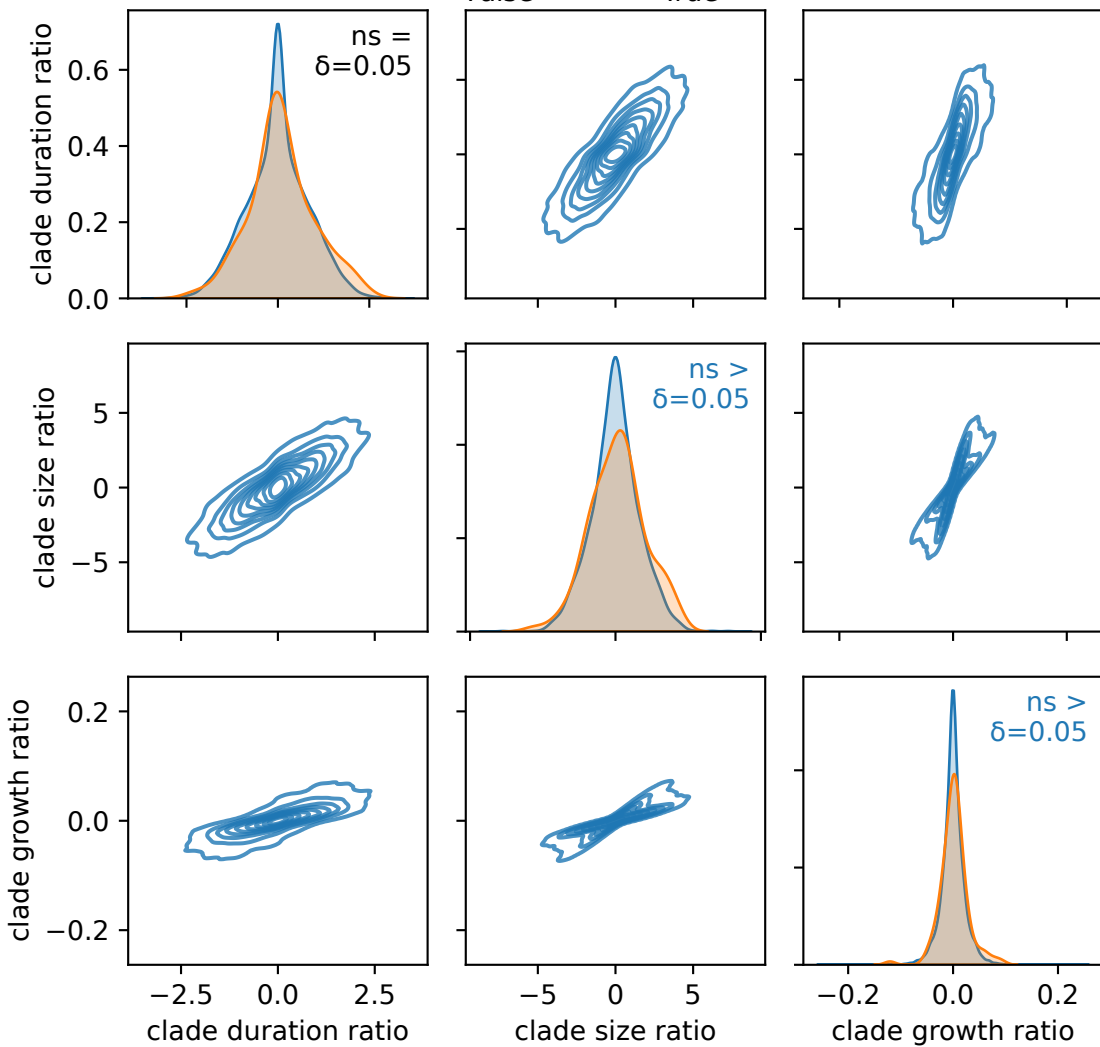 clade duration ratio
0.6
0.4
0.2
0.0
ns =
δ=0.05
clade size ratio
5
0
−5
ns >
δ=0.05
clade growth ratio
0.2
0.0
−0.2
ns >
δ=0.05
−2.5 0.0 2.5
−5 0 5
−0.2 0.0 0.2
clade duration ratio
clade size ratio
clade growth ratio